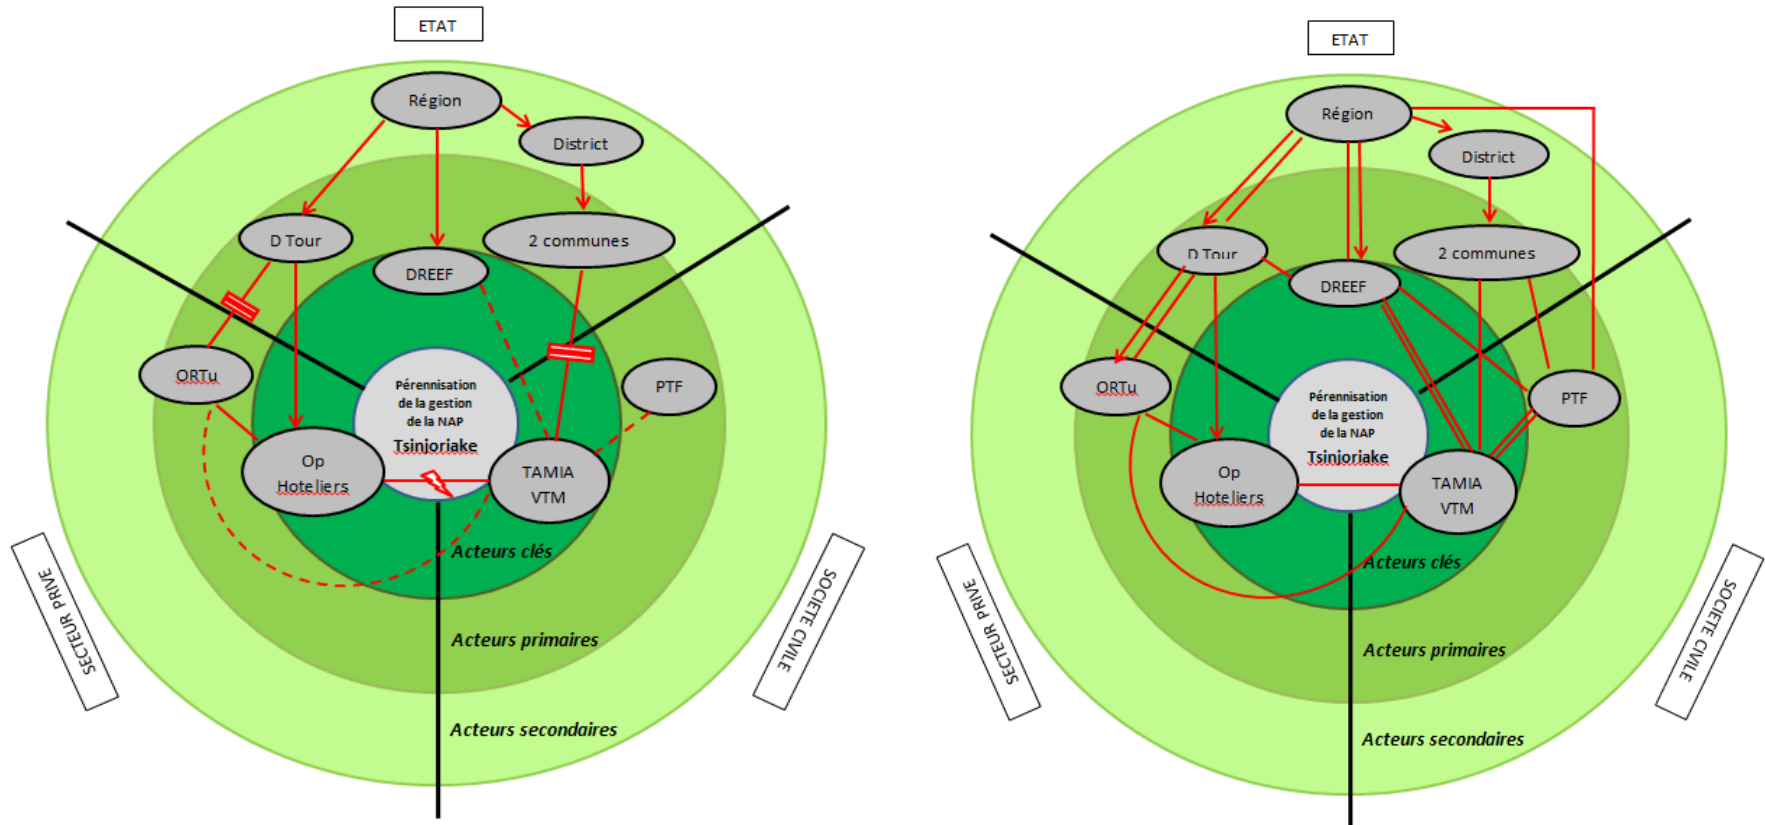 ETAT
Région
District
D Tour
2 communes
DREEF
ORTu
PTF
Pérennisation
de la gestion
de la NAP
Tsinjoriake
Op
Hoteliers
TAMIA
VTM
Acteurs clés
Acteurs primaires
Acteurs secondaires
SECTEUR PRIVE
SOCIETE CIVILE
ETAT
Région
District
D Tour
2 communes
DREEF
ORTu
PTF
Pérennisation
de la gestion
de la NAP
Tsinjoriake
Op
Hoteliers
TAMIA
VTM
Acteurs clés
Acteurs primaires
Acteurs secondaires
SECTEUR PRIVE
SOCIETE CIVILE